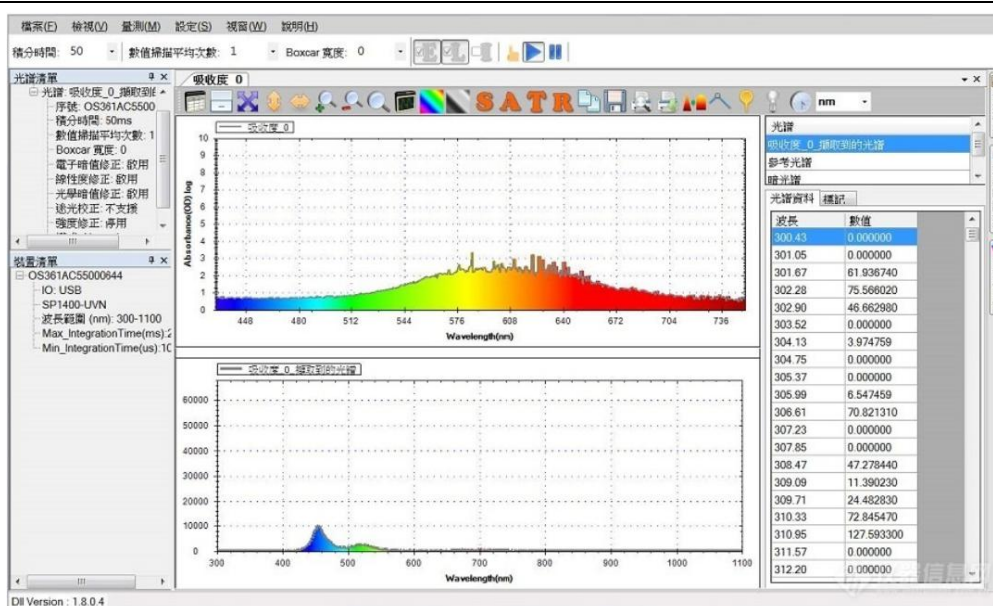 檔案(F) 檢視(V) 量測(M) 設定(S) 視窗(W) 說明(H)
積分時間: 50 數值掃描平均次數: 1 Boxcar 寬度: 0
光譜清單
光譜: 吸收度_0_擷取到
序號: OS361AC5500
積分時間: 50ms
數值掃描平均次數: 1
Boxcar 寬度: 0
電子暗值修正: 啟用
線性度修正: 啟用
光學暗值修正: 啟用
迷光校正: 不支援
強度修正: 停用
裝置清單
OS361AC55000644
IO: USB
SP1400-UVN
波長範圍 (nm): 300-1100
Max_IntegrationTime(ms):
Min_IntegrationTime(us):10
吸收度 0
S A T R nm
吸收度_0
Absorbance(OD) log
10
9
8
7
6
5
4
3
2
1
0
448 480 512 544 576 608 640 672 704 736
Wavelength(nm)
吸收度_0_擷取到的光譜
60000
50000
40000
30000
20000
10000
0
300 400 500 600 700 800 900 1000 1100
Wavelength(nm)
光譜
吸收度_0_擷取到的光譜
參考光譜
暗光譜
光譜資料 標記
波長 數值
300.43 0.000000
301.05 0.000000
301.67 61.936740
302.28 75.566020
302.90 46.662980
303.52 0.000000
304.13 3.974759
304.75 0.000000
305.37 0.000000
305.99 6.547459
306.61 70.821310
307.23 0.000000
307.85 0.000000
308.47 47.278440
309.09 11.390230
309.71 24.482830
310.33 72.845470
310.95 127.593300
311.57 0.000000
312.20 0.000000
Dll Version : 1.8.0.4